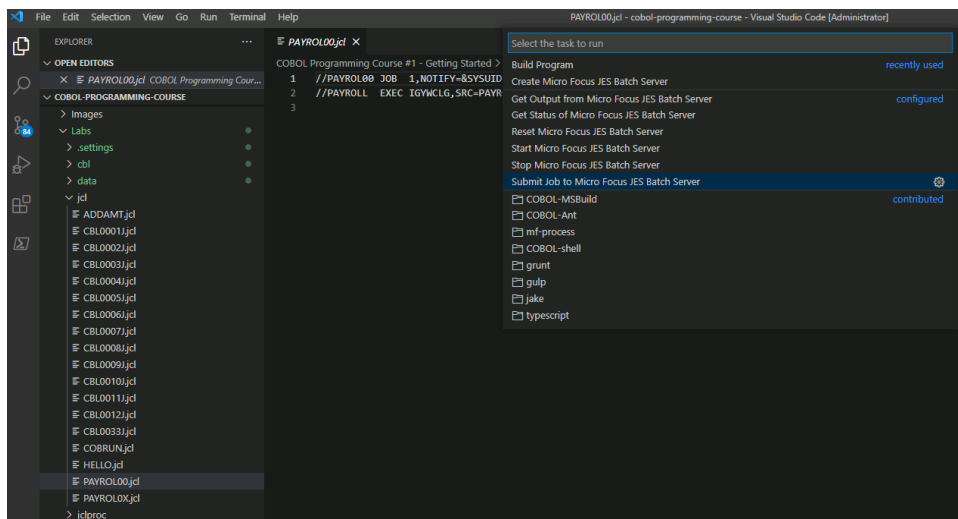 File Edit Selection View Go Run Terminal Help
PAYROL00.jcl - cobol-programming-course - Visual Studio Code [Administrator]
EXPLORER ...
OPEN EDITORS
PAYROL00.jcl COBOL Programming Cour...
COBOL-PROGRAMMING-COURSE
Images
Labs
.settings
cbl
data
jcl
ADDAMT.jcl
CBL0001J.jcl
CBL0002J.jcl
CBL0003J.jcl
CBL0004J.jcl
CBL0005J.jcl
CBL0006J.jcl
CBL0007J.jcl
CBL0008J.jcl
CBL0009J.jcl
CBL0010J.jcl
CBL0011J.jcl
CBL0012J.jcl
CBL0033J.jcl
COBRUN.jcl
HELLO.jcl
PAYROL00.jcl
PAYROL0X.jcl
jclproc
84
PAYROL00.jcl
COBOL Programming Course #1 - Getting Started >
1 //PAYROL00 JOB 1,NOTIFY=&SYSUID
2 //PAYROLL EXEC IGYWCLG,SRC=PAYR
3
Select the task to run
Build Program recently used
Create Micro Focus JES Batch Server
Get Output from Micro Focus JES Batch Server configured
Get Status of Micro Focus JES Batch Server
Reset Micro Focus JES Batch Server
Start Micro Focus JES Batch Server
Stop Micro Focus JES Batch Server
Submit Job to Micro Focus JES Batch Server
COBOL-MSBuild contributed
COBOL-Ant
mf-process
COBOL-shell
grunt
gulp
jake
typescript